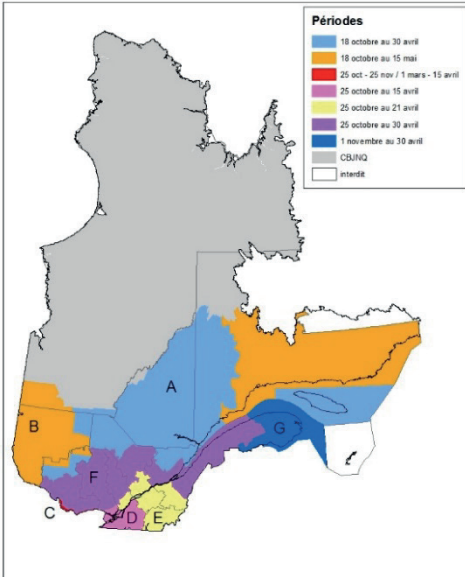 Périodes
18 octobre au 30 avril
18 octobre au 15 mai
25 oct - 25 nov / 1 mars - 15 avril
25 octobre au 15 avril
25 octobre au 21 avril
25 octobre au 30 avril
1 novembre au 30 avril
CBJNQ
interdit
A
B
G
F
C
D
E